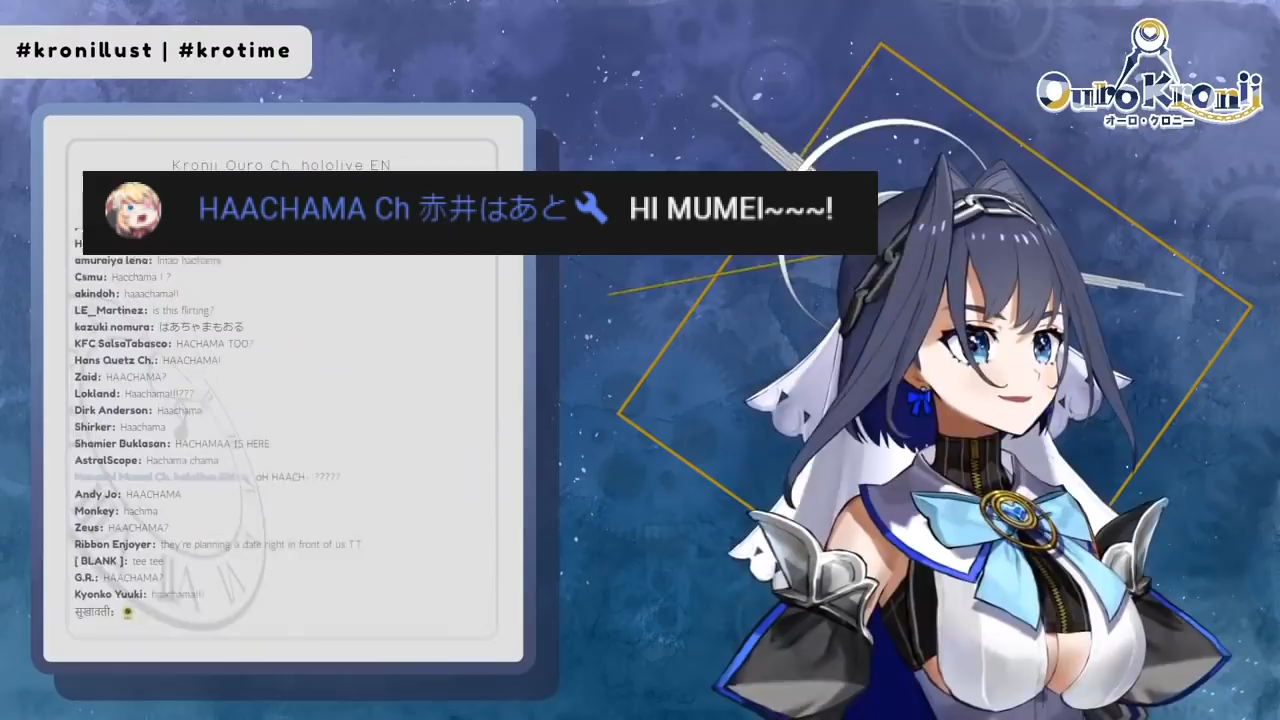 #kronillust | #krotime
OuroKronii
オーロ・クロニー
Kronii Ouro Ch. hololive EN
HAACHAMA Ch 赤井はあと HI MUMEI~~~!
amuraiya lena: lmao hachama
Csmu: Hacchama ! ?
akindoh: haaachama!!
LE_Martinez: is this flirting?
kazuki nomura: はあちゃまもおる
KFC SalsaTabasco: HACHAMA TOO?
Hans Quetz Ch.: HAACHAMA!
Zaid: HAACHAMA?
Lokland: Haachama!!!???
Dirk Anderson: Haachama
Shirker: Haachama
Shamier Buklasan: HACHAMAA IS HERE
AstralScope: Hachama chama
oH HAACH- ?????
Andy Jo: HAACHAMA
Monkey: hachma
Zeus: HAACHAMA?
Ribbon Enjoyer: they're planning a date right in front of us TT
[ BLANK ]: tee tee
G.R.: HAACHAMA?
Kyonko Yuuki: haachama!!!
सुखावती: